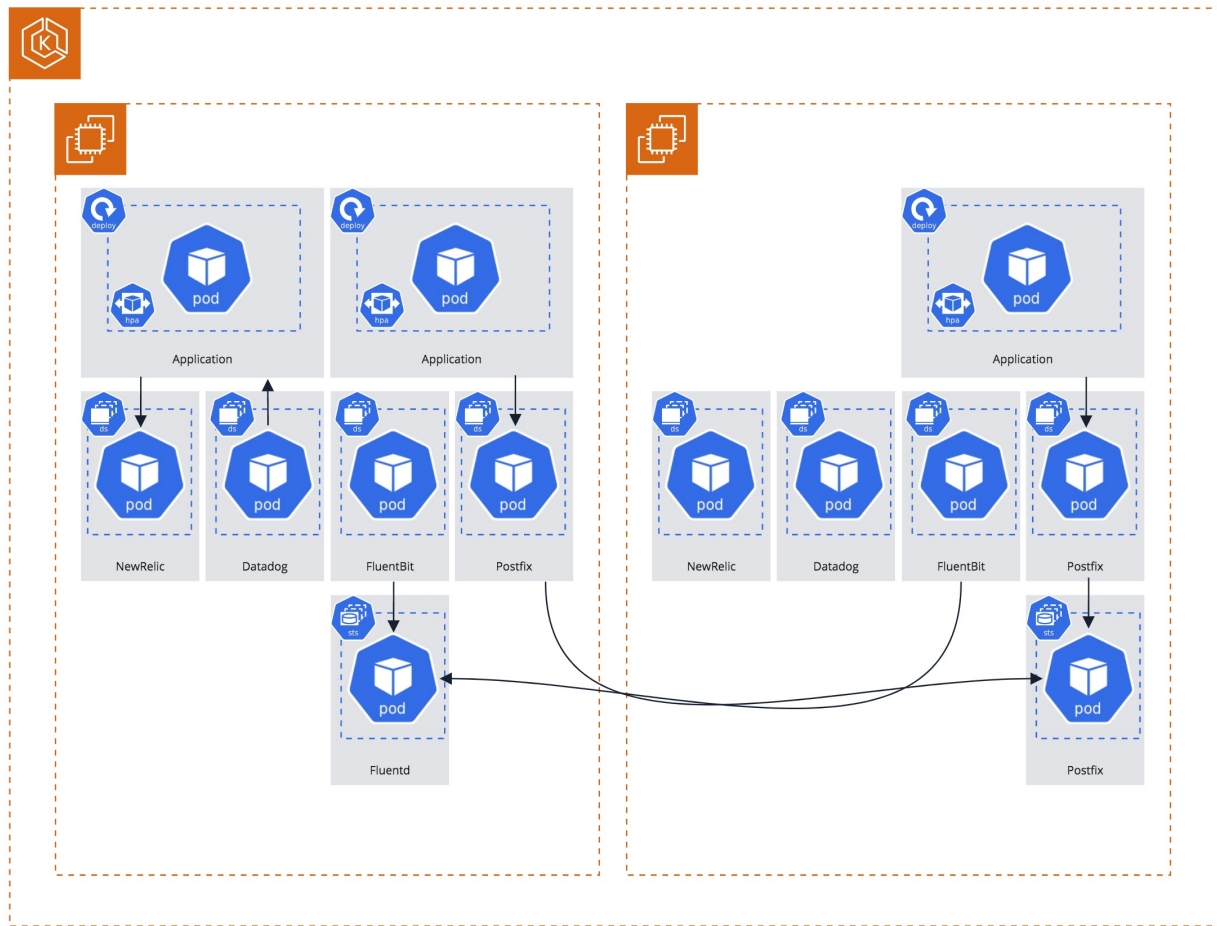 K
deploy
deploy
deploy
pod
pod
pod
hpa
hpa
hpa
Application
Application
Application
ds
ds
ds
ds
ds
ds
ds
ds
pod
pod
pod
pod
pod
pod
pod
pod
NewRelic
Datadog
FluentBit
Postfix
NewRelic
Datadog
FluentBit
Postfix
sts
sts
pod
pod
Fluentd
Postfix